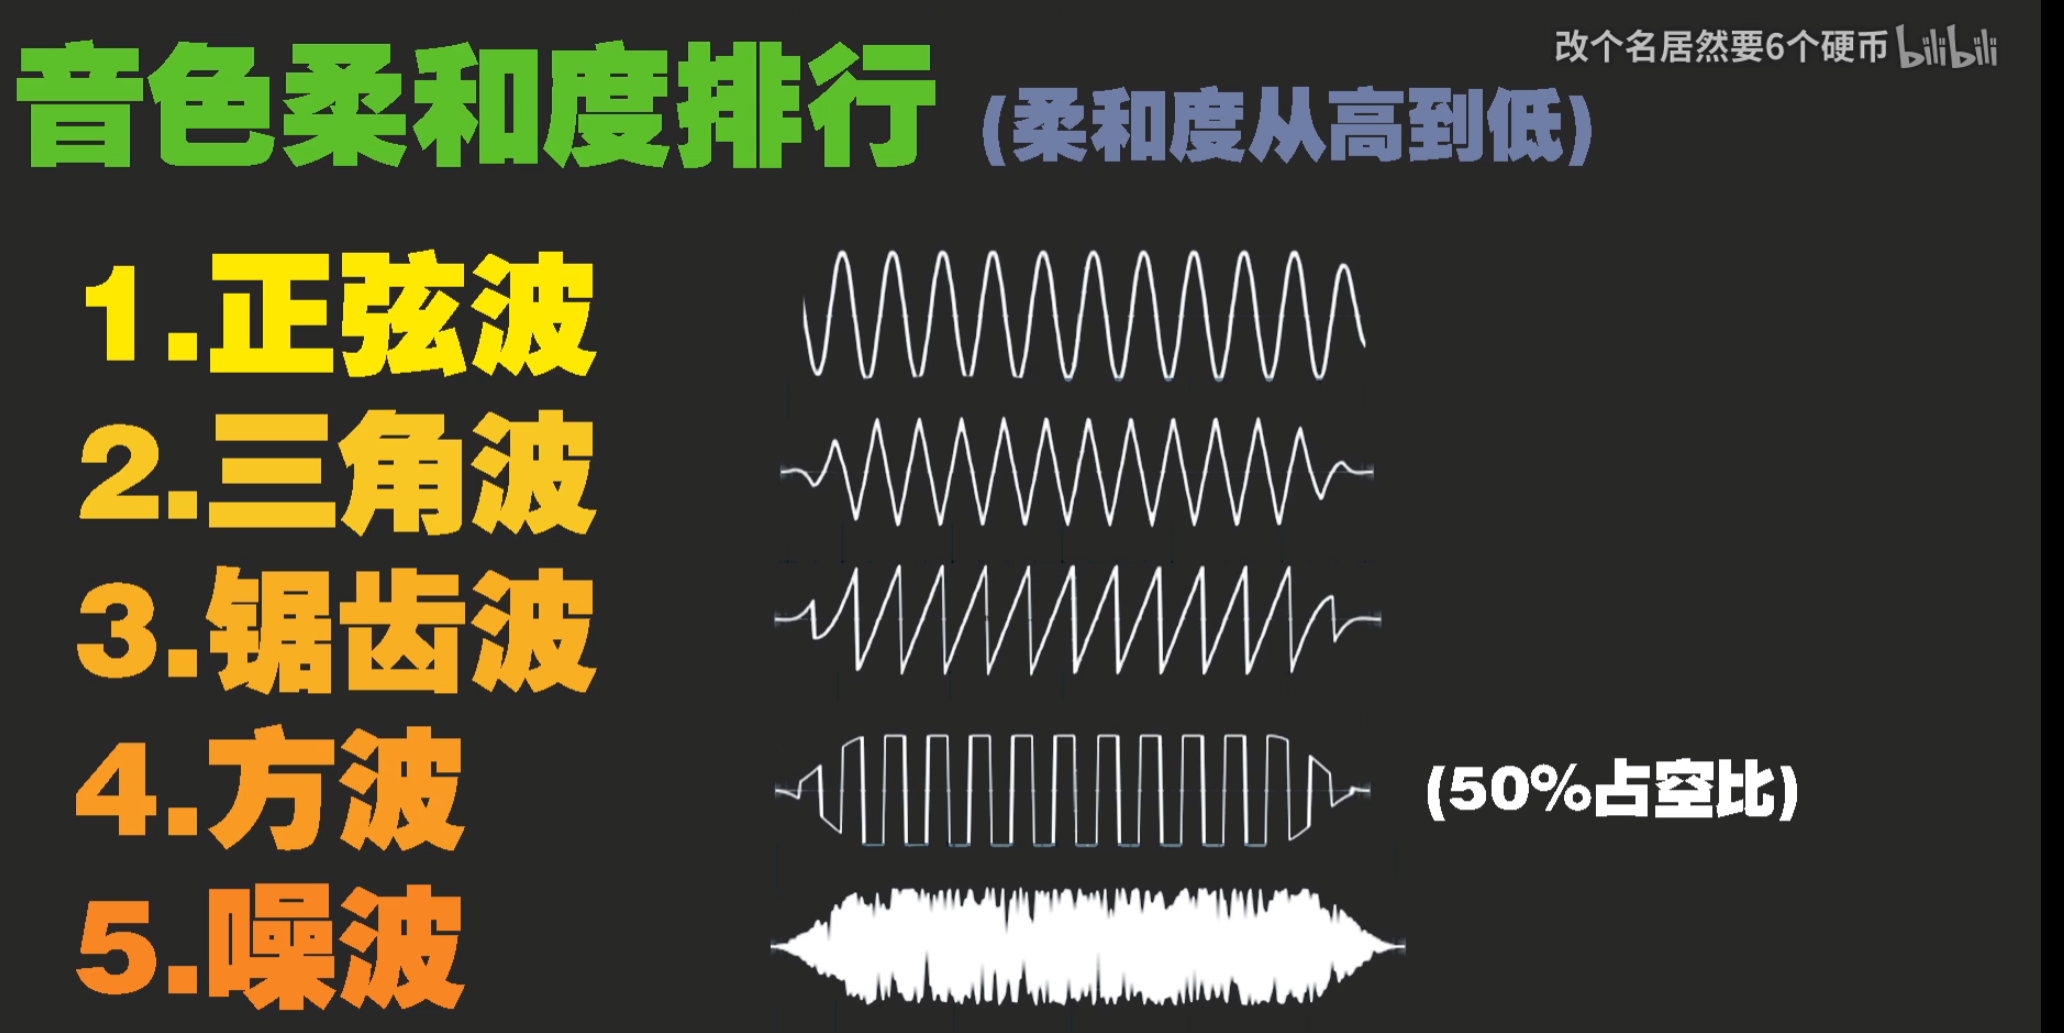 改个名居然要6个硬币 bilibili
音色柔和度排行 (柔和度从高到低)
1.正弦波
2.三角波
3.锯齿波
4.方波 (50%占空比)
5.噪波